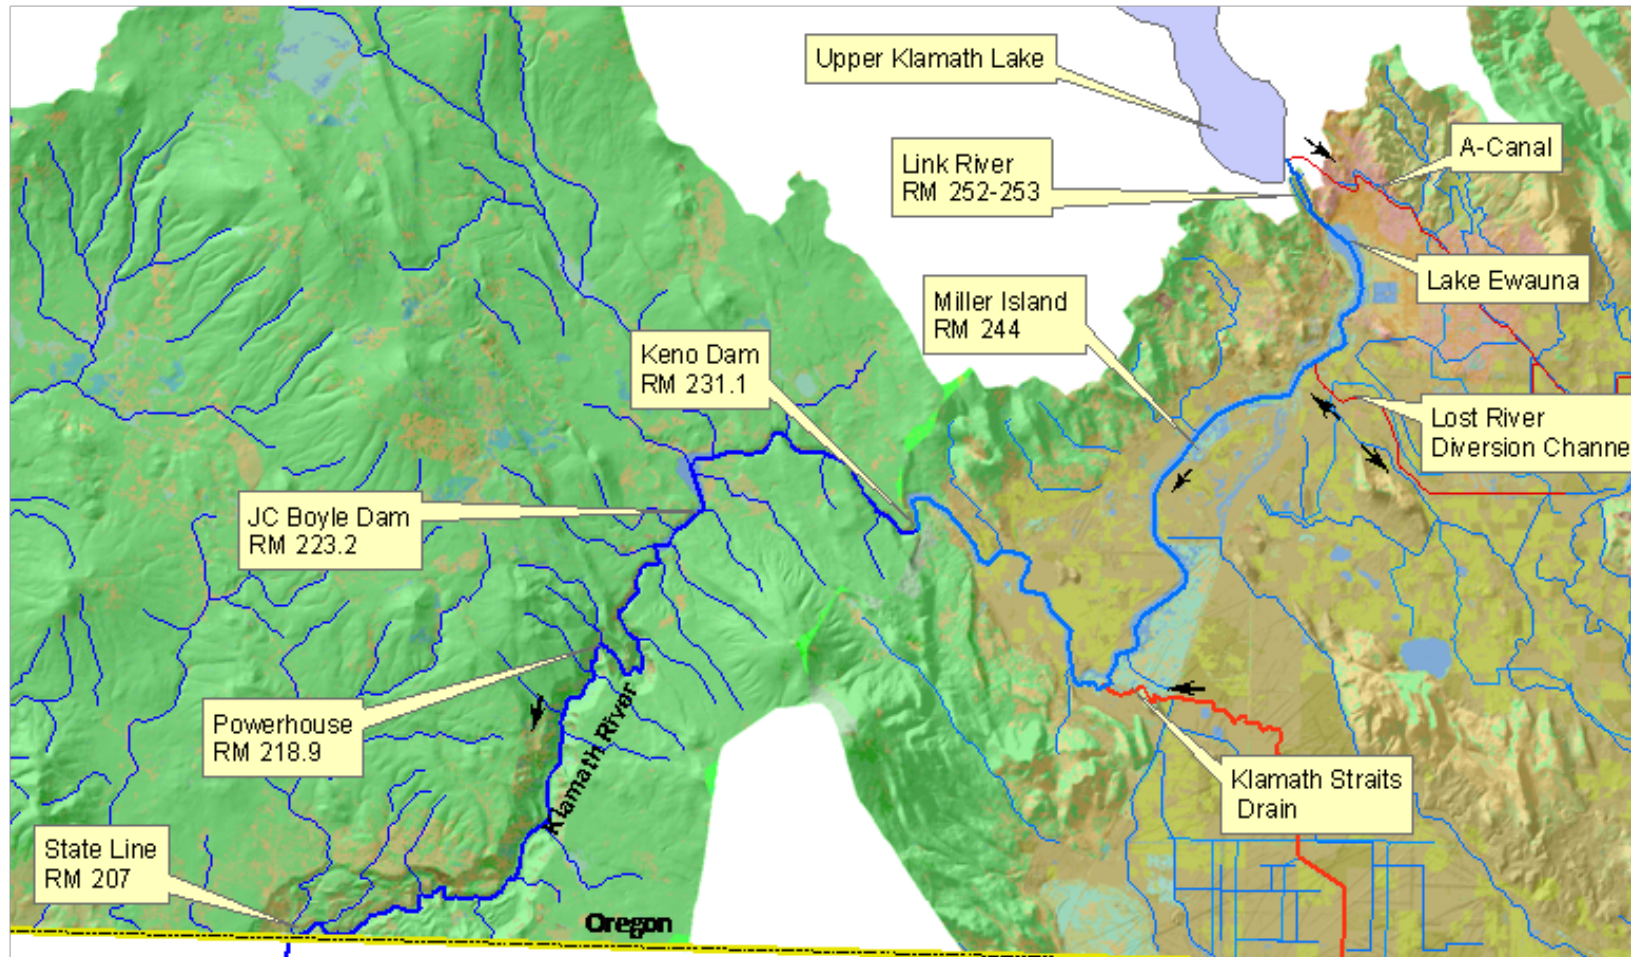 Upper Klamath Lake
Link River
RM 252-253
A-Canal
Lake Ewauna
Miller Island
RM 244
Keno Dam
RM 231.1
Lost River
Diversion Channe
JC Boyle Dam
RM 223.2
Powerhouse
RM 218.9
Klamath River
Klamath Straits
Drain
State Line
RM 207
Oregon